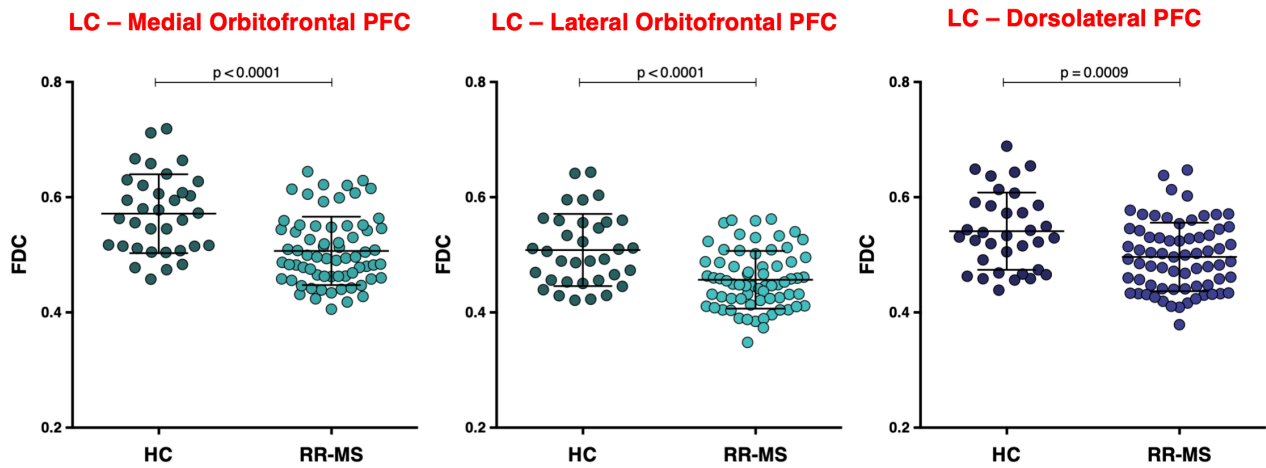 LC – Medial Orbitofrontal PFC
p < 0.0001
0.8
0.6
0.4
0.2
FDC
HC RR-MS
LC – Lateral Orbitofrontal PFC
p < 0.0001
0.8
0.6
0.4
0.2
FDC
HC RR-MS
LC – Dorsolateral PFC
p = 0.0009
0.8
0.6
0.4
0.2
FDC
HC RR-MS